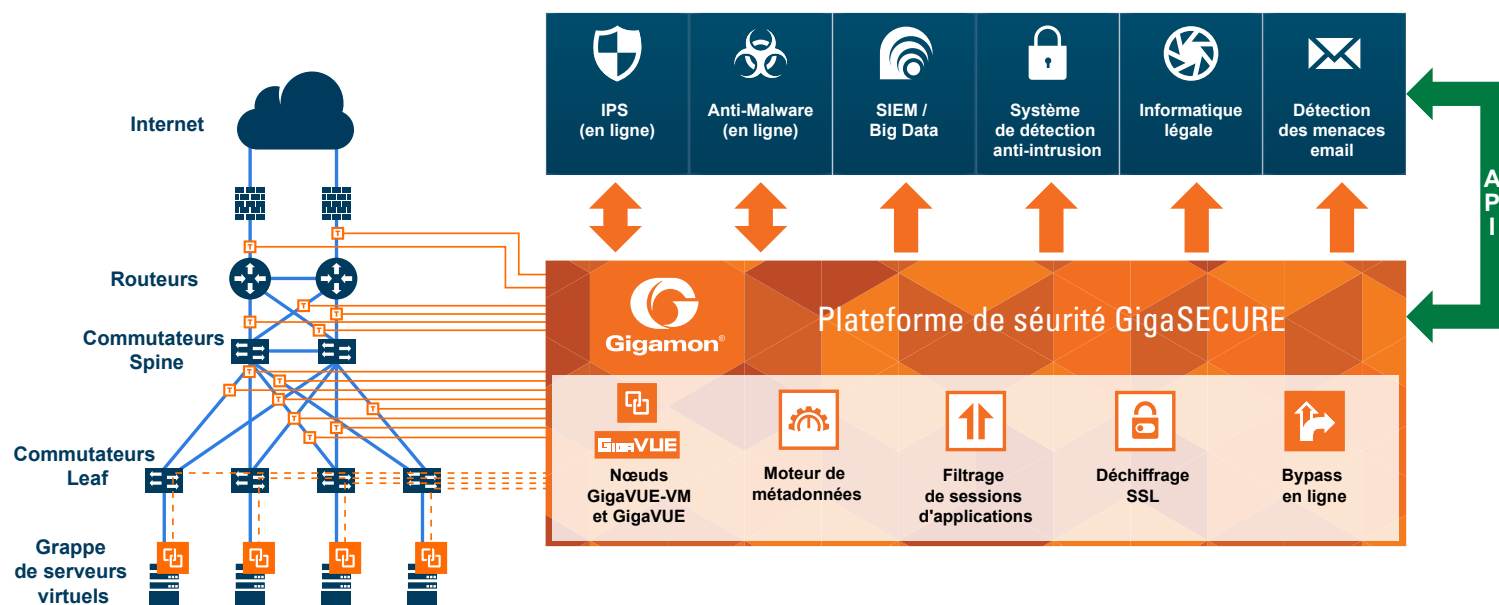 IPS
(en ligne)
Anti-Malware
(en ligne)
SIEM /
Big Data
Système
de détection
anti-intrusion
Informatique
légale
Détection
des menaces
email
A
P
I
Internet
Routeurs
Commutateurs
Spine
Commutateurs
Leaf
Grappe
de serveurs
virtuels
T
T
T
T
T
T
T
T
T
T
T
T
T
T
Gigamon®
Plateforme de séurité GigaSECURE
GigaVUE
Nœuds
GigaVUE-VM
et GigaVUE
Moteur de
métadonnées
Filtrage
de sessions
d'applications
Déchiffrage
SSL
Bypass
en ligne